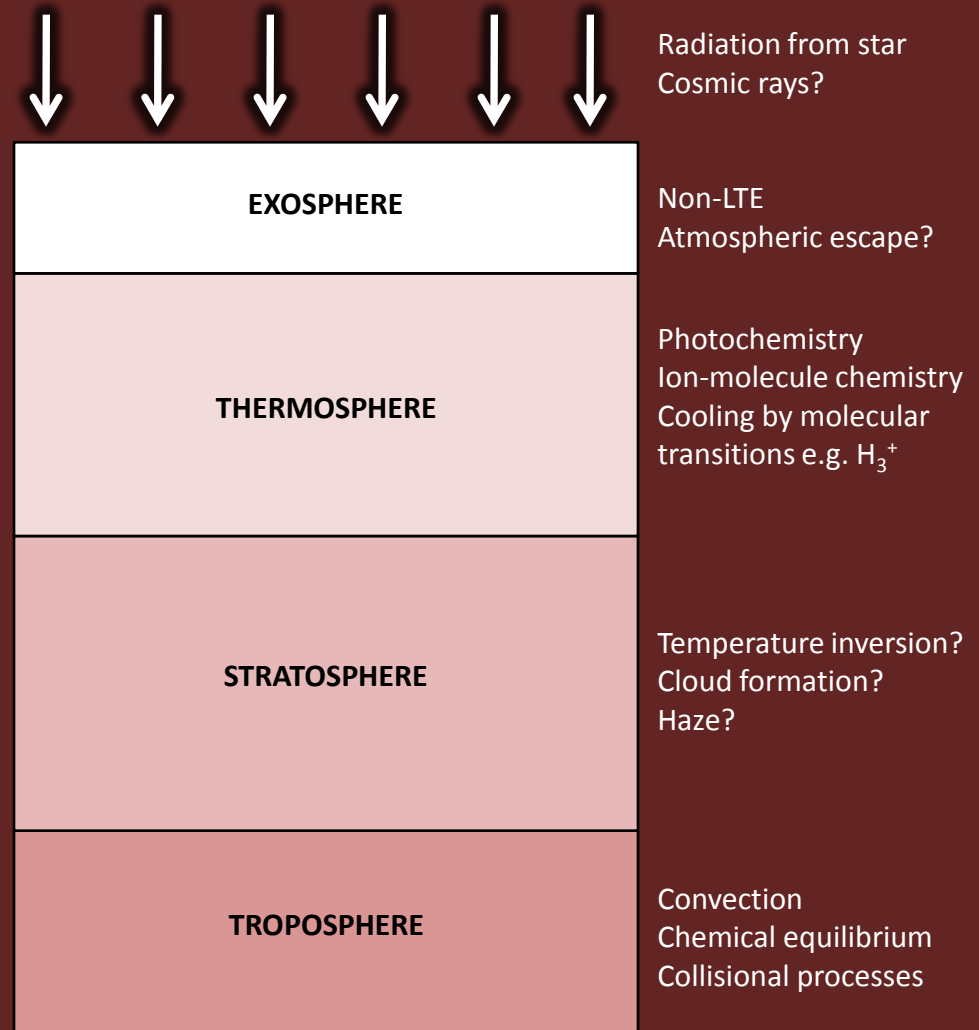 Radiation from star
Cosmic rays?
EXOSPHERE
Non-LTE
Atmospheric escape?
THERMOSPHERE
Photochemistry
Ion-molecule chemistry
Cooling by molecular
transitions e.g. H₃⁺
STRATOSPHERE
Temperature inversion?
Cloud formation?
Haze?
TROPOSPHERE
Convection
Chemical equilibrium
Collisional processes